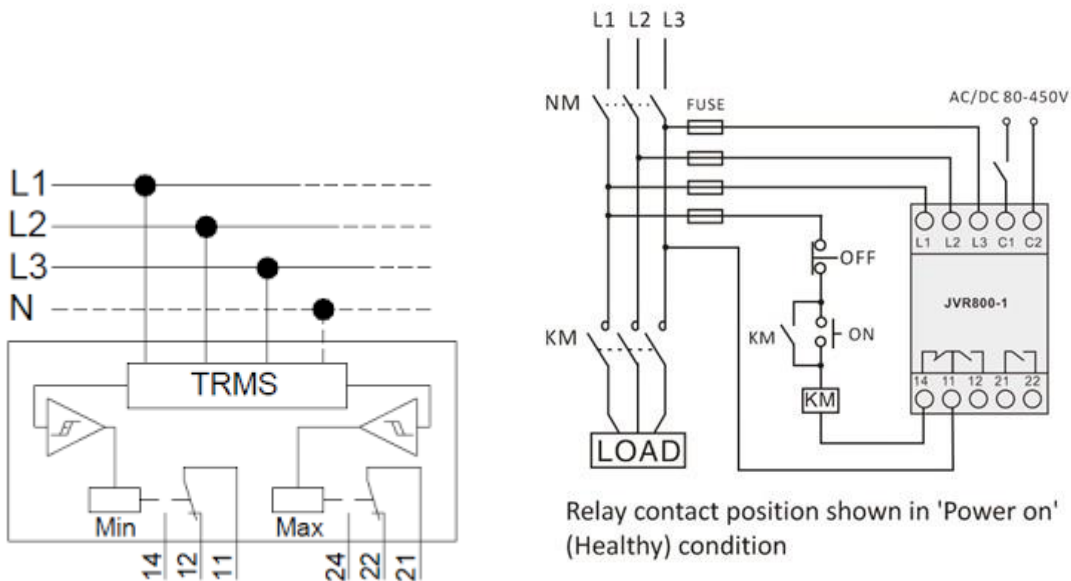 L1
L2
L3
N
TRMS
Min
Max
14
12
11
24
22
21
L1 L2 L3
NM
FUSE
AC/DC 80-450V
L1 L2 L3 C1 C2
OFF
JVR800-1
KM
KM
ON
14 11 12 21 22
KM
LOAD
Relay contact position shown in 'Power on'
(Healthy) condition